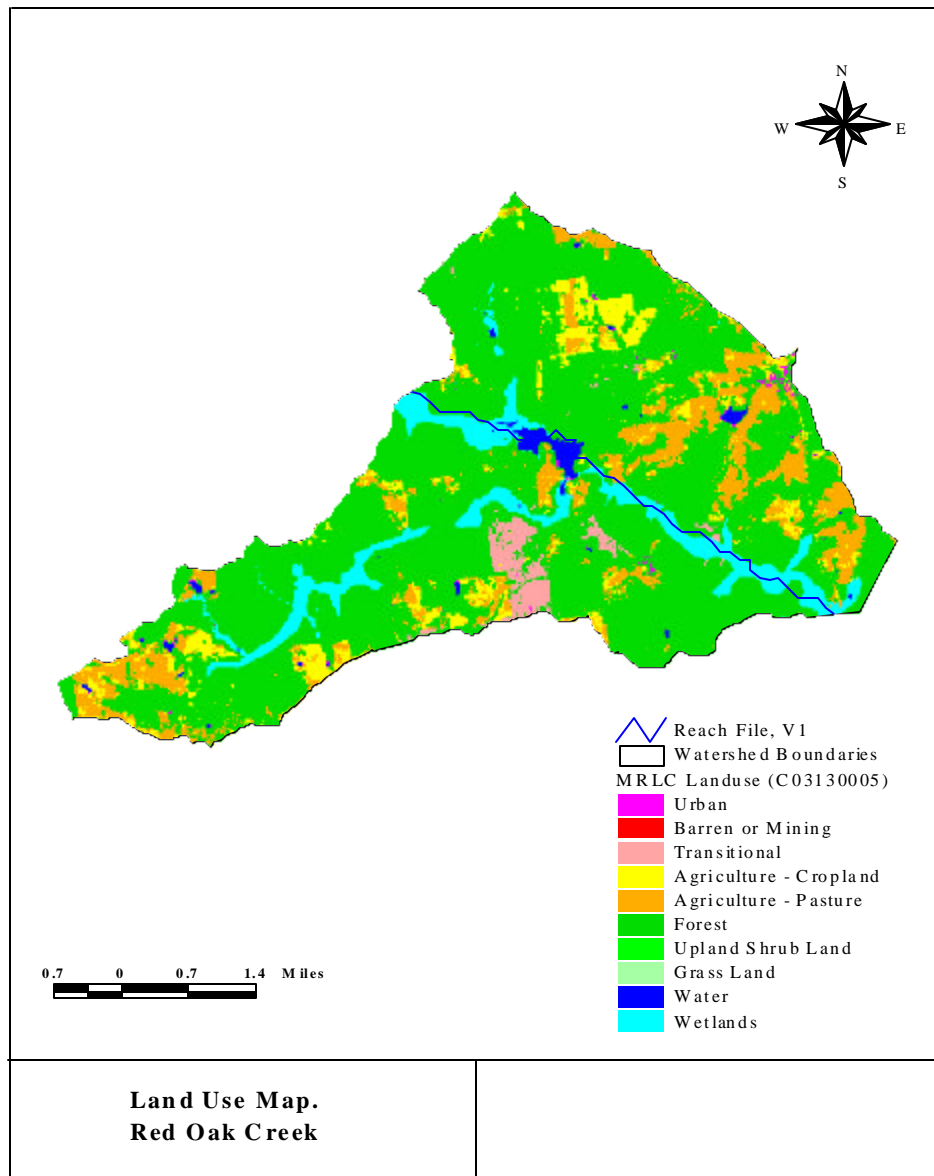 N
W E
S
Reach File, V1
Watershed Boundaries
MRLC Landuse (C03130005)
Urban
Barren or Mining
Transitional
Agriculture - Cropland
Agriculture - Pasture
Forest
Upland Shrub Land
Grass Land
Water
Wetlands
0.7 0 0.7 1.4 Miles
Land Use Map.
Red Oak Creek